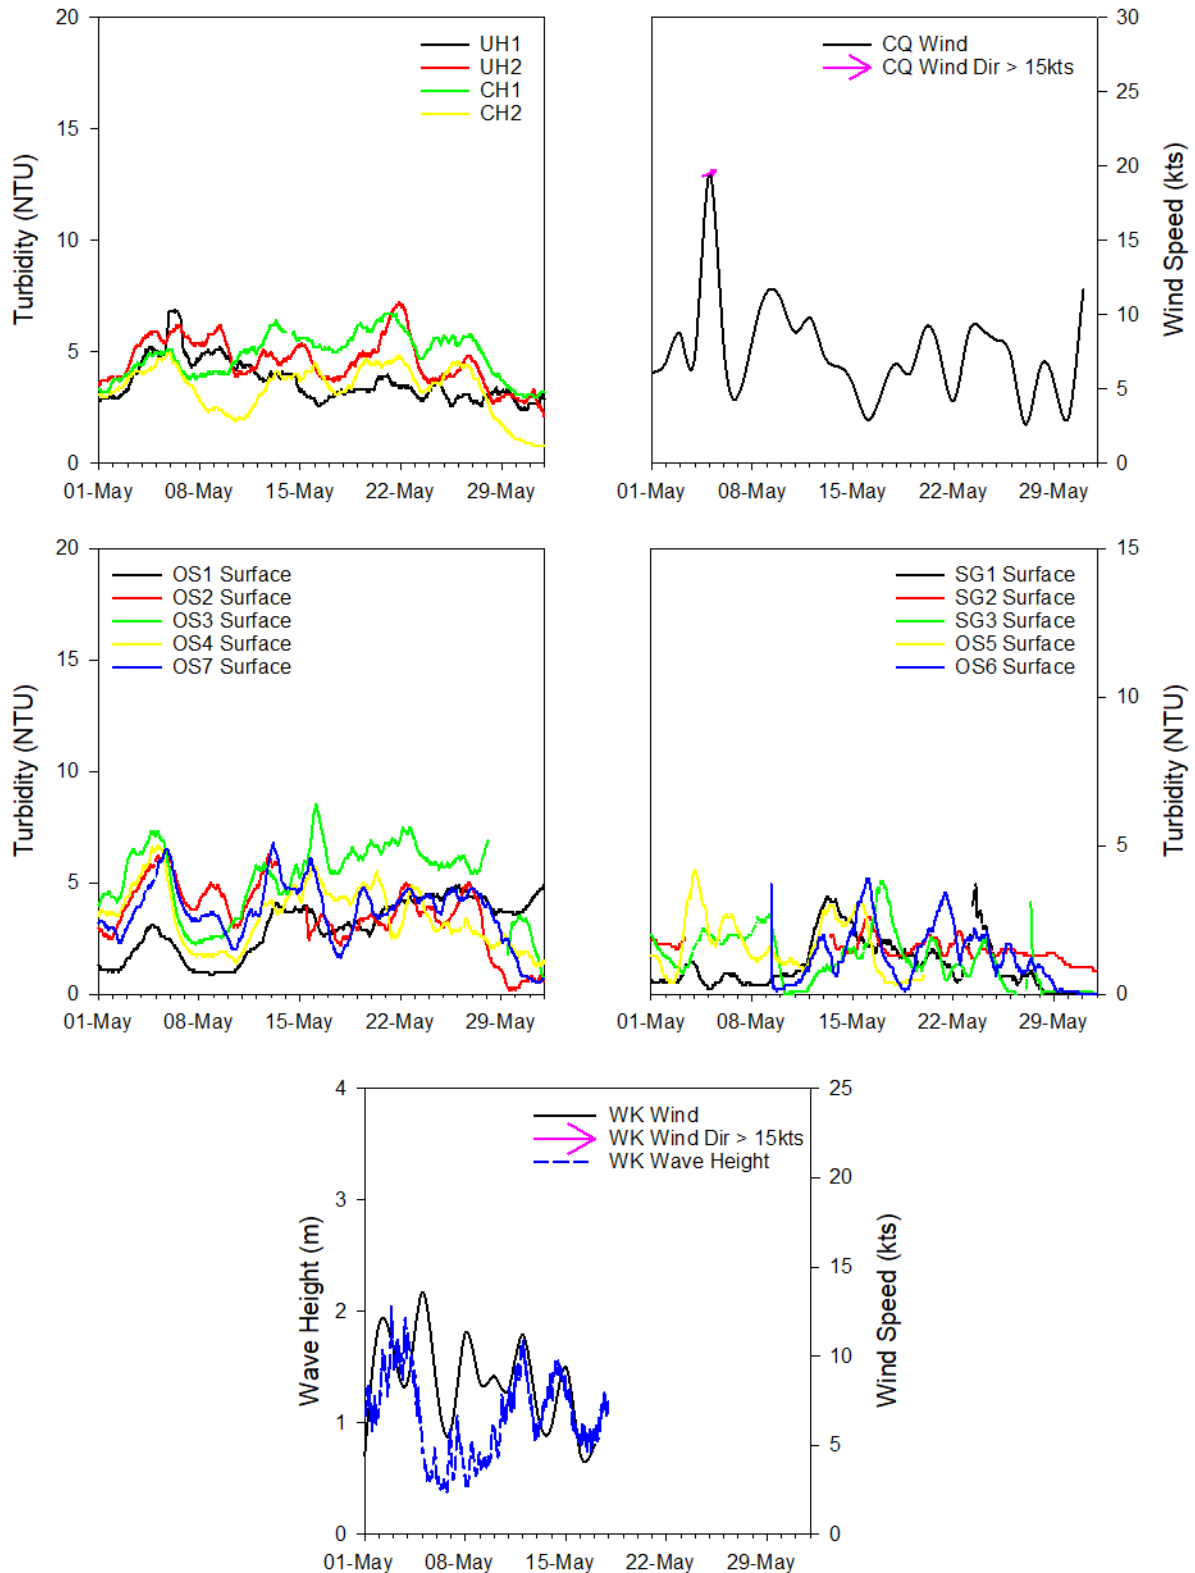 Turbidity (NTU)
20
15
10
5
0
UH1
UH2
CH1
CH2
01-May 08-May 15-May 22-May 29-May
CQ Wind
CQ Wind Dir > 15kts
30
25
20
15
10
5
0
Wind Speed (kts)
01-May 08-May 15-May 22-May 29-May
Turbidity (NTU)
20
15
10
5
0
OS1 Surface
OS2 Surface
OS3 Surface
OS4 Surface
OS7 Surface
01-May 08-May 15-May 22-May 29-May
SG1 Surface
SG2 Surface
SG3 Surface
OS5 Surface
OS6 Surface
15
10
5
0
Turbidity (NTU)
01-May 08-May 15-May 22-May 29-May
Wave Height (m)
4
3
2
1
0
WK Wind
WK Wind Dir > 15kts
WK Wave Height
25
20
15
10
5
0
Wind Speed (kts)
01-May 08-May 15-May 22-May 29-May